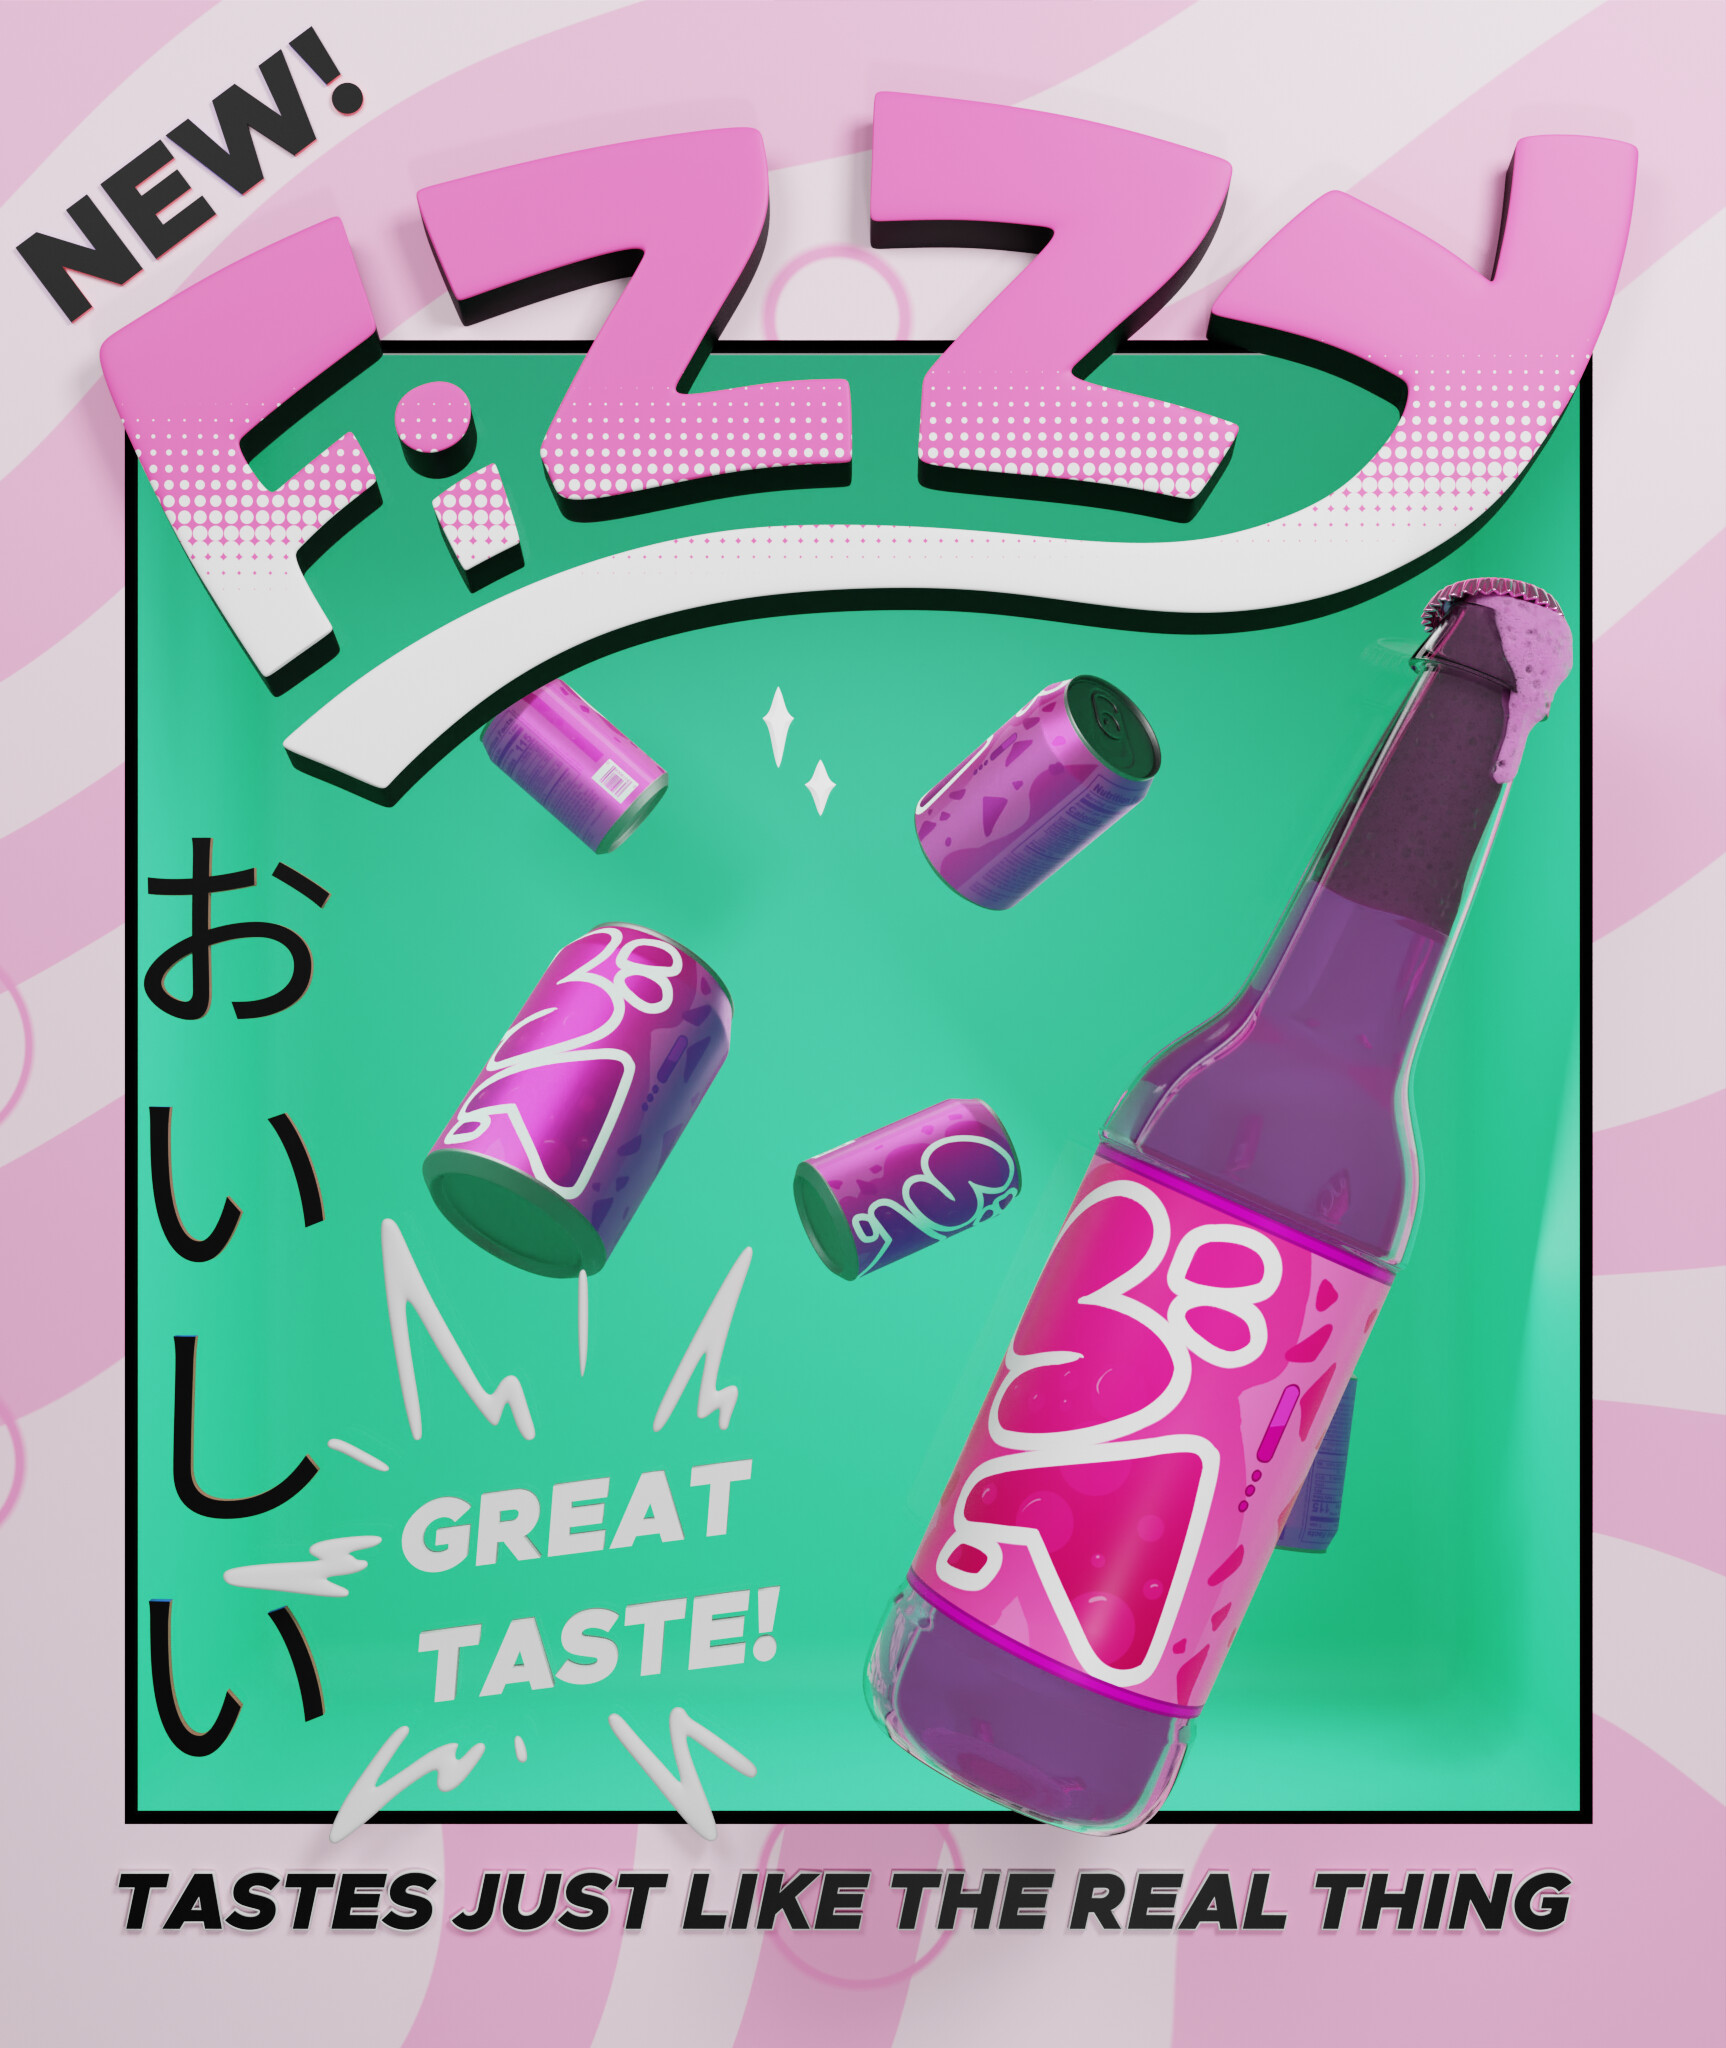 NEW!
FiZZY
おいしい
GREAT
TASTE!
TASTES JUST LIKE THE REAL THING